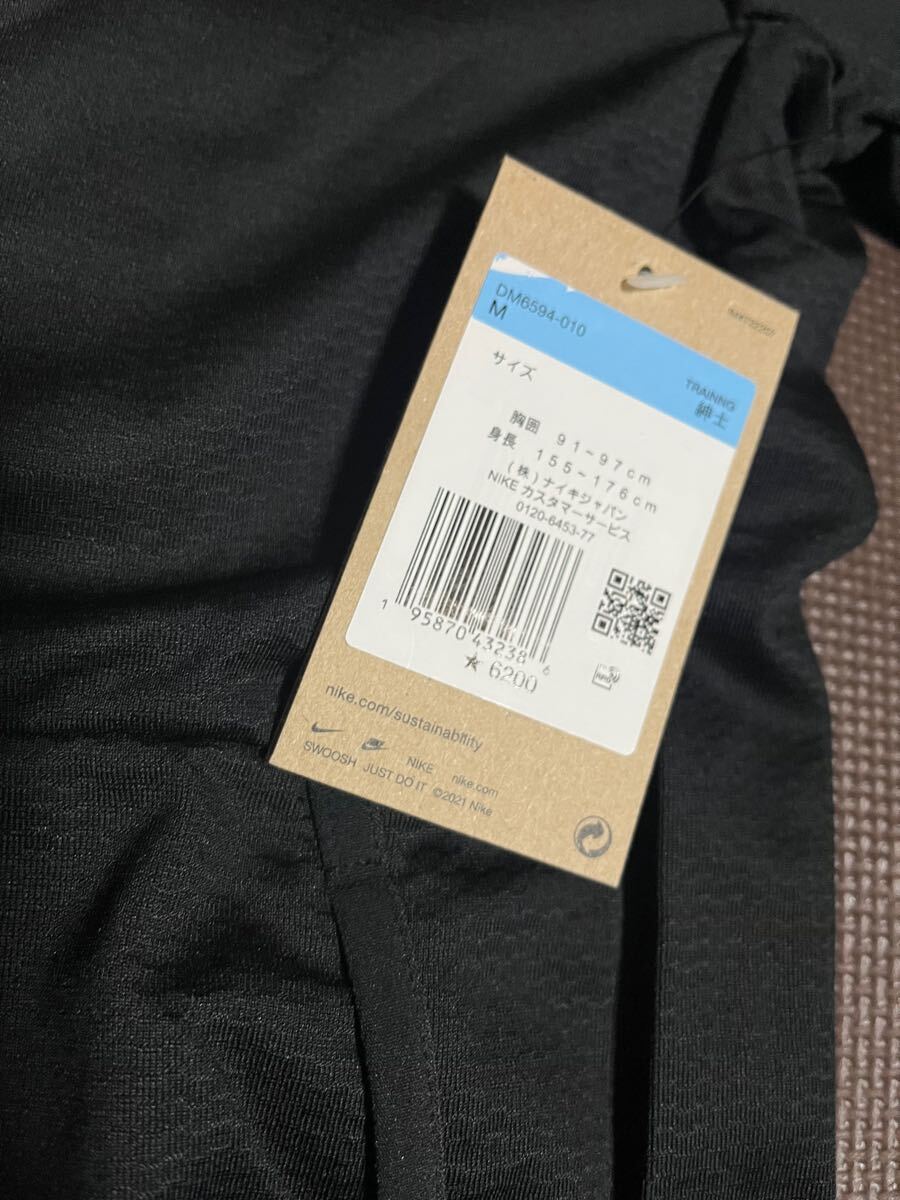 DM6594-010
M
TRAINNG
紳士
サイズ
胸囲 91-97cm
身長 155-176cm
(株)ナイキジャパン
NIKE カスタマーサービス
0120-6453-77
1 95870 43238 6
☆ 6200
nike.com/sustainability
NIKE nike.com
SWOOSH JUST DO IT ©2021 Nike